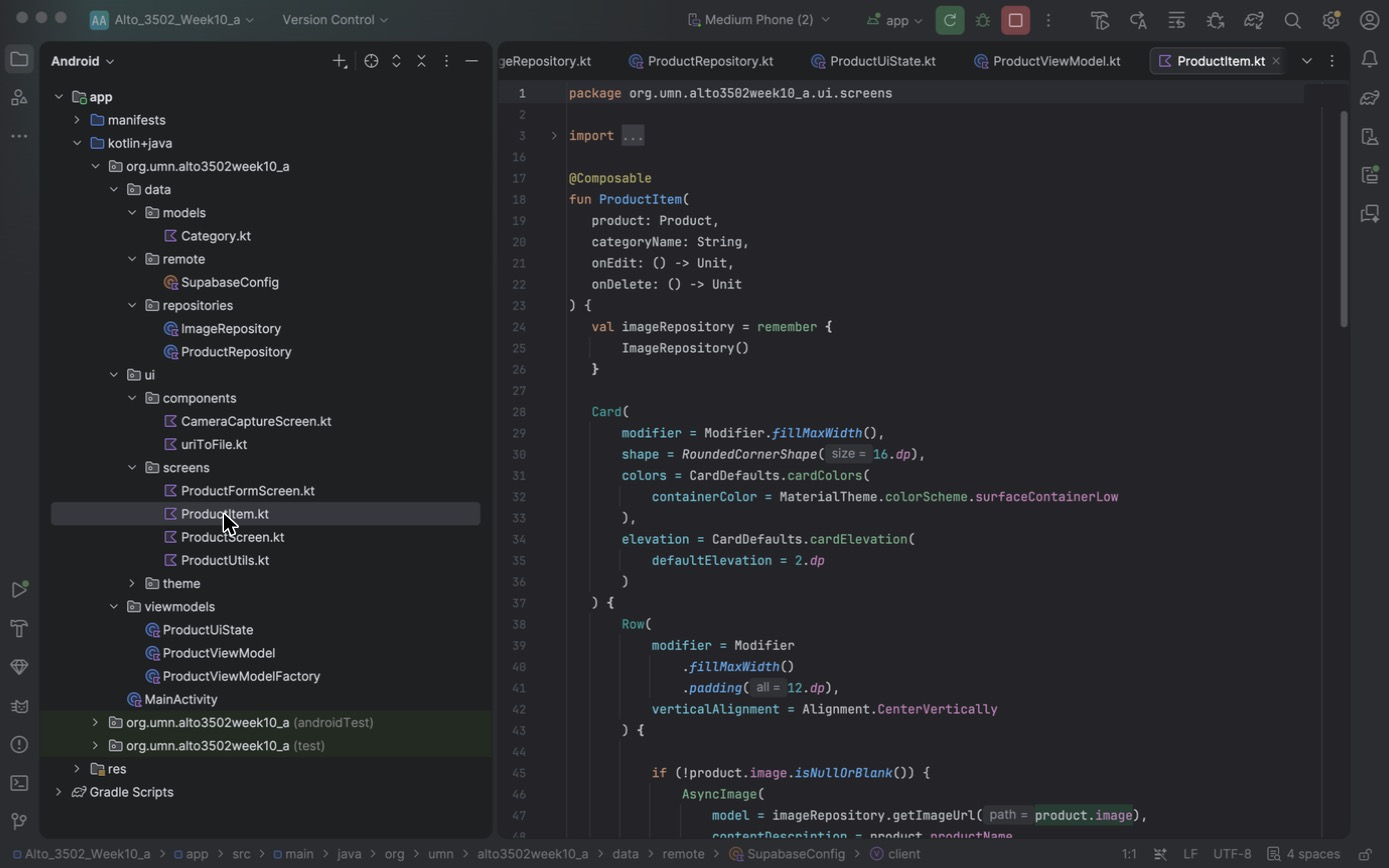 AA Alto_3502_Week10_a Version Control Medium Phone (2) app
Android
app
manifests
kotlin+java
org.umn.alto3502week10_a
data
models
Category.kt
remote
SupabaseConfig
repositories
ImageRepository
ProductRepository
ui
components
CameraCaptureScreen.kt
uriToFile.kt
screens
ProductFormScreen.kt
ProductItem.kt
ProductScreen.kt
ProductUtils.kt
theme
viewmodels
ProductUiState
ProductViewModel
ProductViewModelFactory
MainActivity
org.umn.alto3502week10_a (androidTest)
org.umn.alto3502week10_a (test)
res
Gradle Scripts
geRepository.kt ProductRepository.kt ProductUiState.kt ProductViewModel.kt ProductItem.kt
1 package org.umn.alto3502week10_a.ui.screens
2
3 import ...
16
17 @Composable
18 fun ProductItem(
19 product: Product,
20 categoryName: String,
21 onEdit: () -> Unit,
22 onDelete: () -> Unit
23 ) {
24 val imageRepository = remember {
25 ImageRepository()
26 }
27
28 Card(
29 modifier = Modifier.fillMaxWidth(),
30 shape = RoundedCornerShape( size = 16.dp),
31 colors = CardDefaults.cardColors(
32 containerColor = MaterialTheme.colorScheme.surfaceContainerLow
33 ),
34 elevation = CardDefaults.cardElevation(
35 defaultElevation = 2.dp
36 )
37 ) {
38 Row(
39 modifier = Modifier
40 .fillMaxWidth()
41 .padding( all = 12.dp),
42 verticalAlignment = Alignment.CenterVertically
43 ) {
44
45 if (!product.image.isNullOrBlank()) {
46 AsyncImage(
47 model = imageRepository.getImageUrl( path = product.image),
48 contentDescription = product.productName
Alto_3502_Week10_a > app > src > main > java > org > umn > alto3502week10_a > data > remote > SupabaseConfig > client 1:1 LF UTF-8 4 spaces